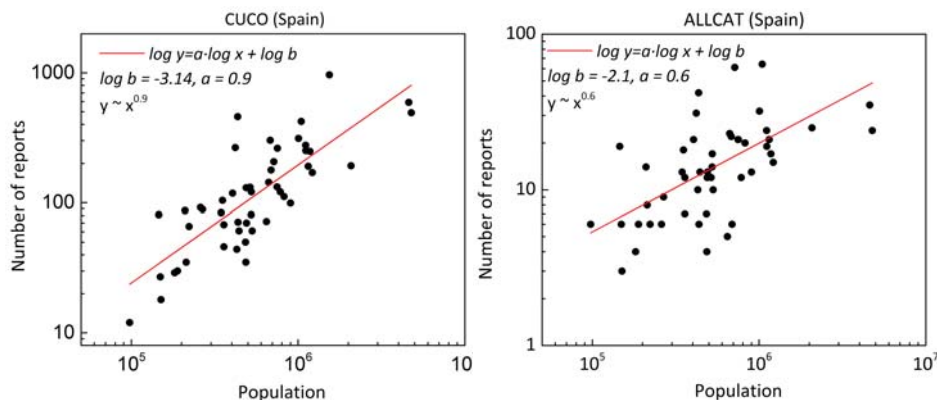 CUCO (Spain)
log y=a·log x + log b
log b = -3.14, a = 0.9
y ~ x^0.9
1000
100
10
Number of reports
10^5
10^6
10
Population
ALLCAT (Spain)
log y=a·log x + log b
log b = -2.1, a = 0.6
y ~ x^0.6
100
10
1
Number of reports
10^5
10^6
10^7
Population